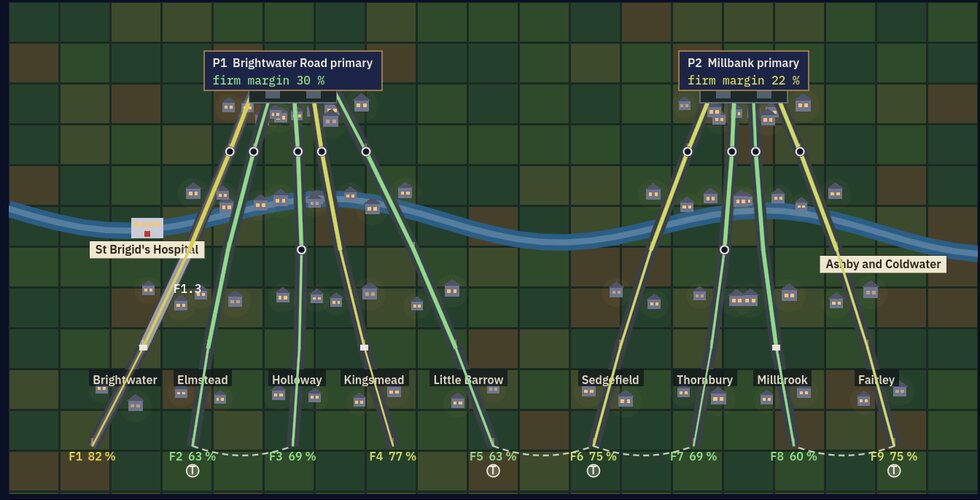 P1 Brightwater Road primary
firm margin 30 %
P2 Millbank primary
firm margin 22 %
St Brigid's Hospital
Ashby and Coldwater
F1.3
Brightwater
Elmstead
Holloway
Kingsmead
Little Barrow
Sedgefield
Thornbury
Millbrook
Fairley
F1 82 %
F2 63 %
F3 69 %
F4 77 %
F5 63 %
F6 75 %
F7 69 %
F8 60 %
F9 75 %
T
T
T
T